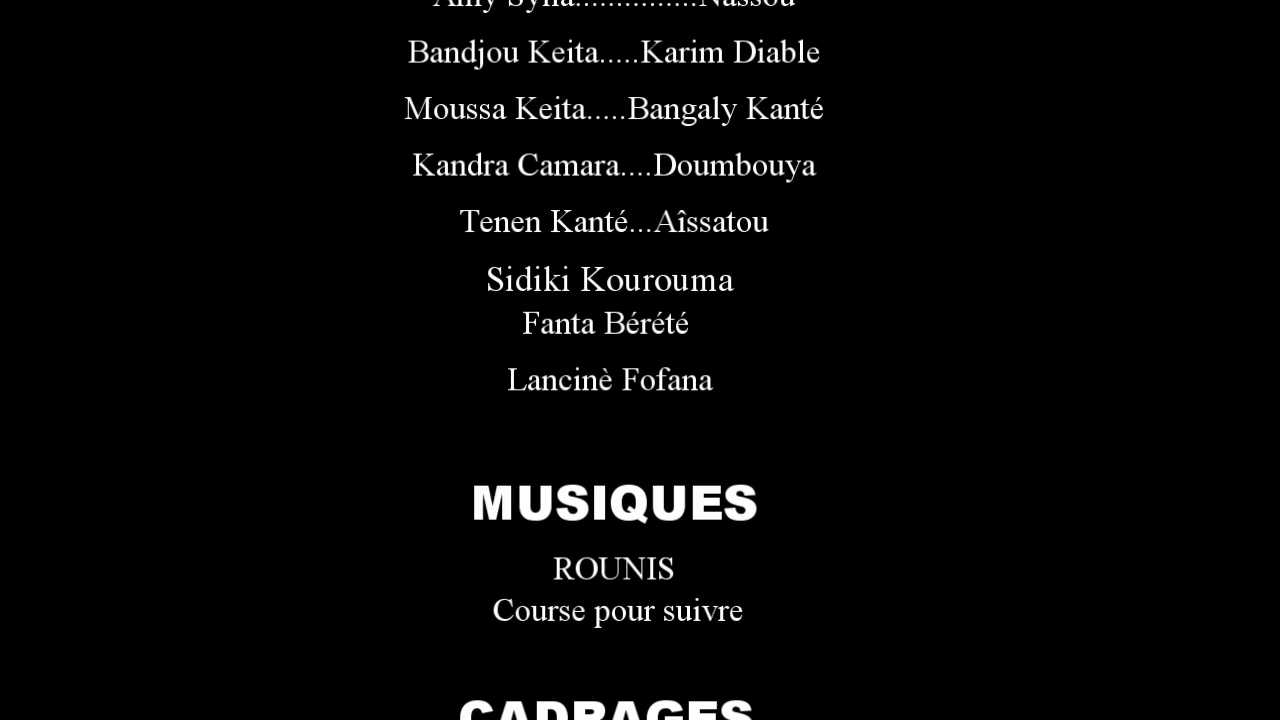 Bandjou Keita.....Karim Diable
Moussa Keita.....Bangaly Kanté
Kandra Camara....Doumbouya
Tenen Kanté...Aîssatou
Sidiki Kourouma
Fanta Bérété
Lancinè Fofana
MUSIQUES
ROUNIS
Course pour suivre
CADRAGES